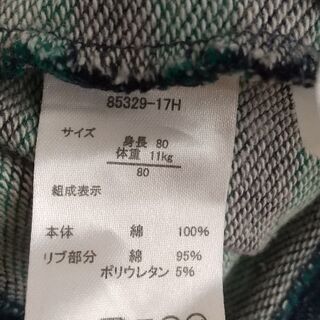 85329-17H
サイズ
身長 80
体重 11kg
80
組成表示
本体 綿 100%
リブ部分 綿 95%
ポリウレタン 5%